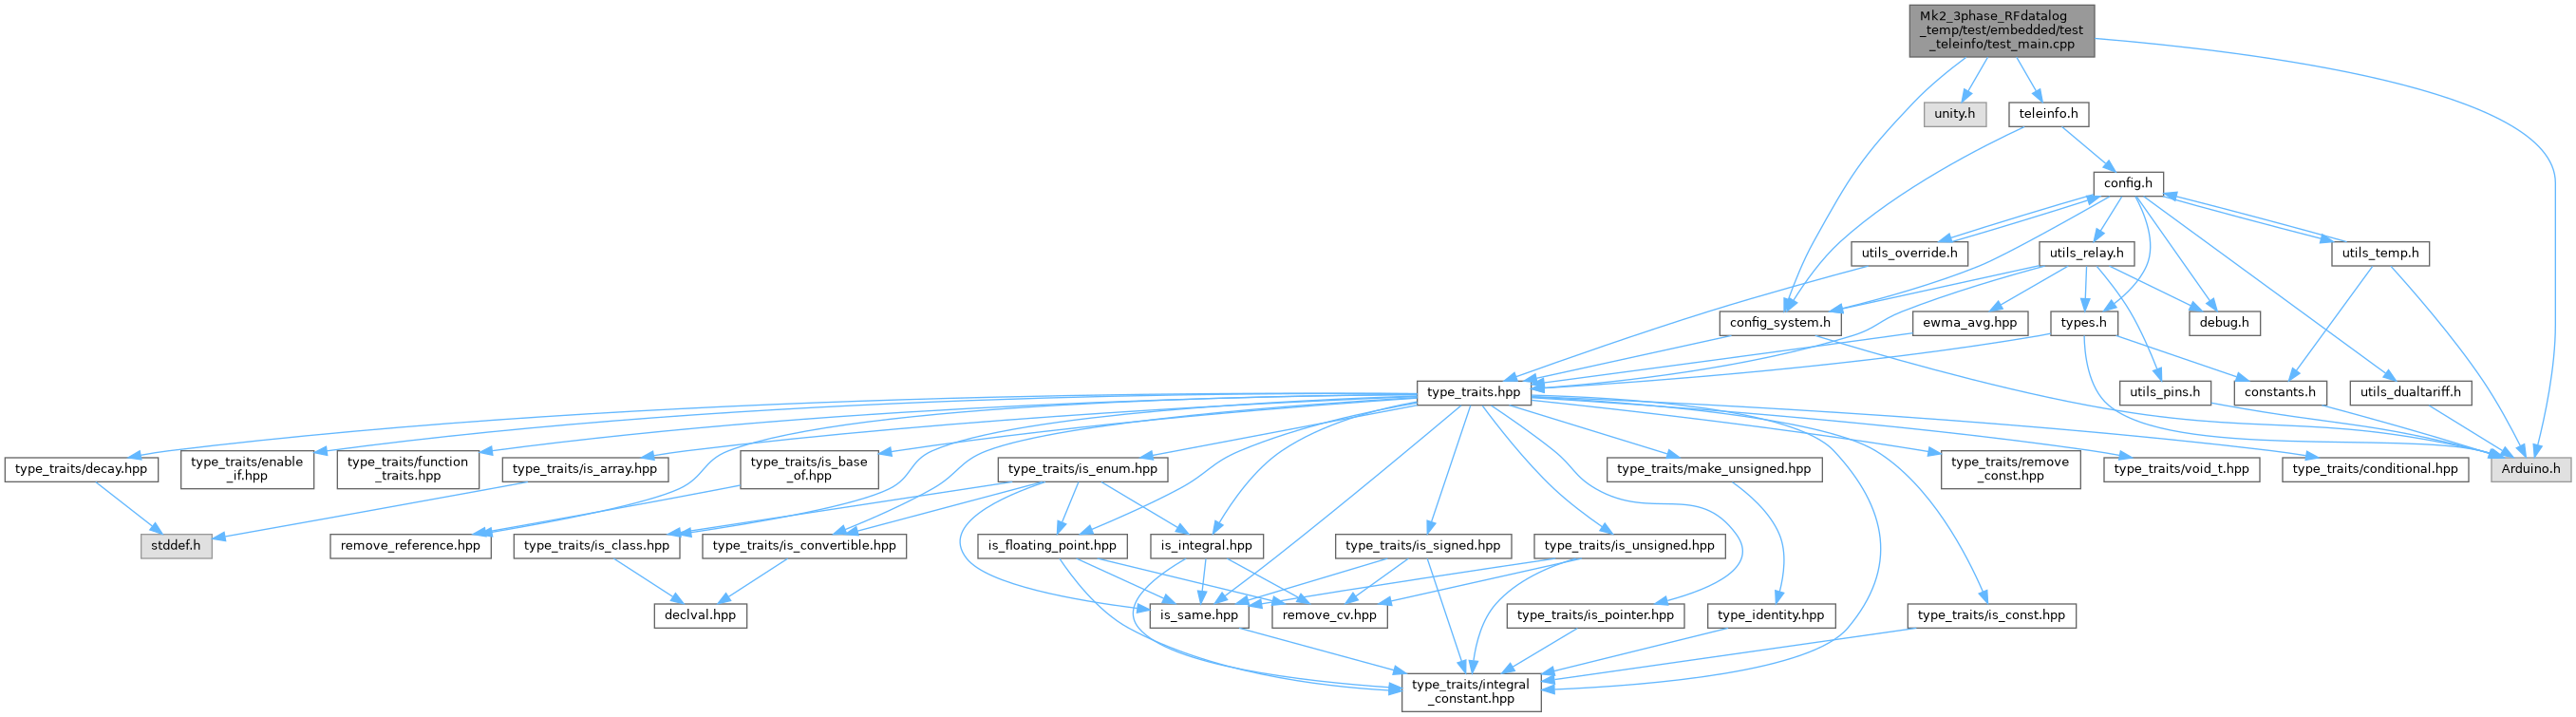 Mk2_3phase_RFdatalog
_temp/test/embedded/test
_teleinfo/test_main.cpp
unity.h
teleinfo.h
config.h
utils_override.h
utils_relay.h
utils_temp.h
config_system.h
ewma_avg.hpp
types.h
debug.h
type_traits.hpp
utils_pins.h
constants.h
utils_dualtariff.h
type_traits/decay.hpp
type_traits/enable
_if.hpp
type_traits/function
_traits.hpp
type_traits/is_array.hpp
type_traits/is_base
_of.hpp
type_traits/is_enum.hpp
type_traits/make_unsigned.hpp
type_traits/remove
_const.hpp
type_traits/void_t.hpp
type_traits/conditional.hpp
Arduino.h
stddef.h
remove_reference.hpp
type_traits/is_class.hpp
type_traits/is_convertible.hpp
is_floating_point.hpp
is_integral.hpp
type_traits/is_signed.hpp
type_traits/is_unsigned.hpp
declval.hpp
is_same.hpp
remove_cv.hpp
type_traits/is_pointer.hpp
type_identity.hpp
type_traits/is_const.hpp
type_traits/integral
_constant.hpp